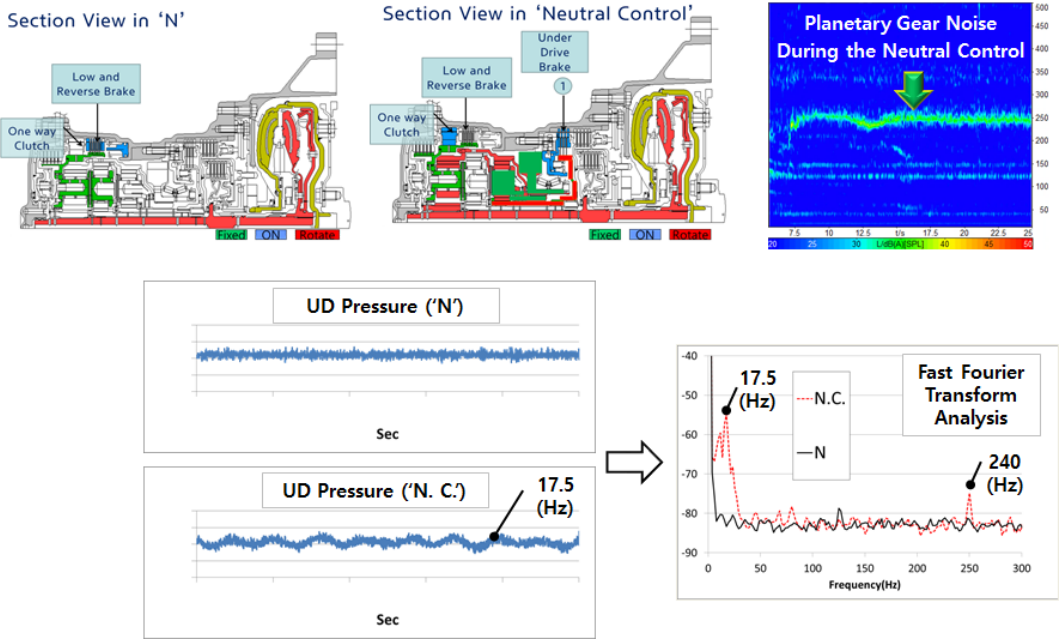 Section View in ‘N’
Low and
Reverse Brake
One way
Clutch
Fixed
ON
Rotate
Section View in ‘Neutral Control’
Under
Drive
Brake
Low and
Reverse Brake
1
One way
Clutch
Fixed
ON
Rotate
Planetary Gear Noise
During the Neutral Control
500
450
400
350
300
250
200
150
100
50
7.5 10 12.5 t/s 17.5 20 22.5 25
20 25 30 L/dB(A)[SPL] 40 45 50
UD Pressure (‘N’)
Sec
UD Pressure (‘N. C.’)
17.5
(Hz)
Sec
Fast Fourier
Transform
Analysis
17.5
(Hz)
N.C.
N
240
(Hz)
-40
-50
-60
-70
-80
-90
0 50 100 150 200 250 300
Frequency(Hz)